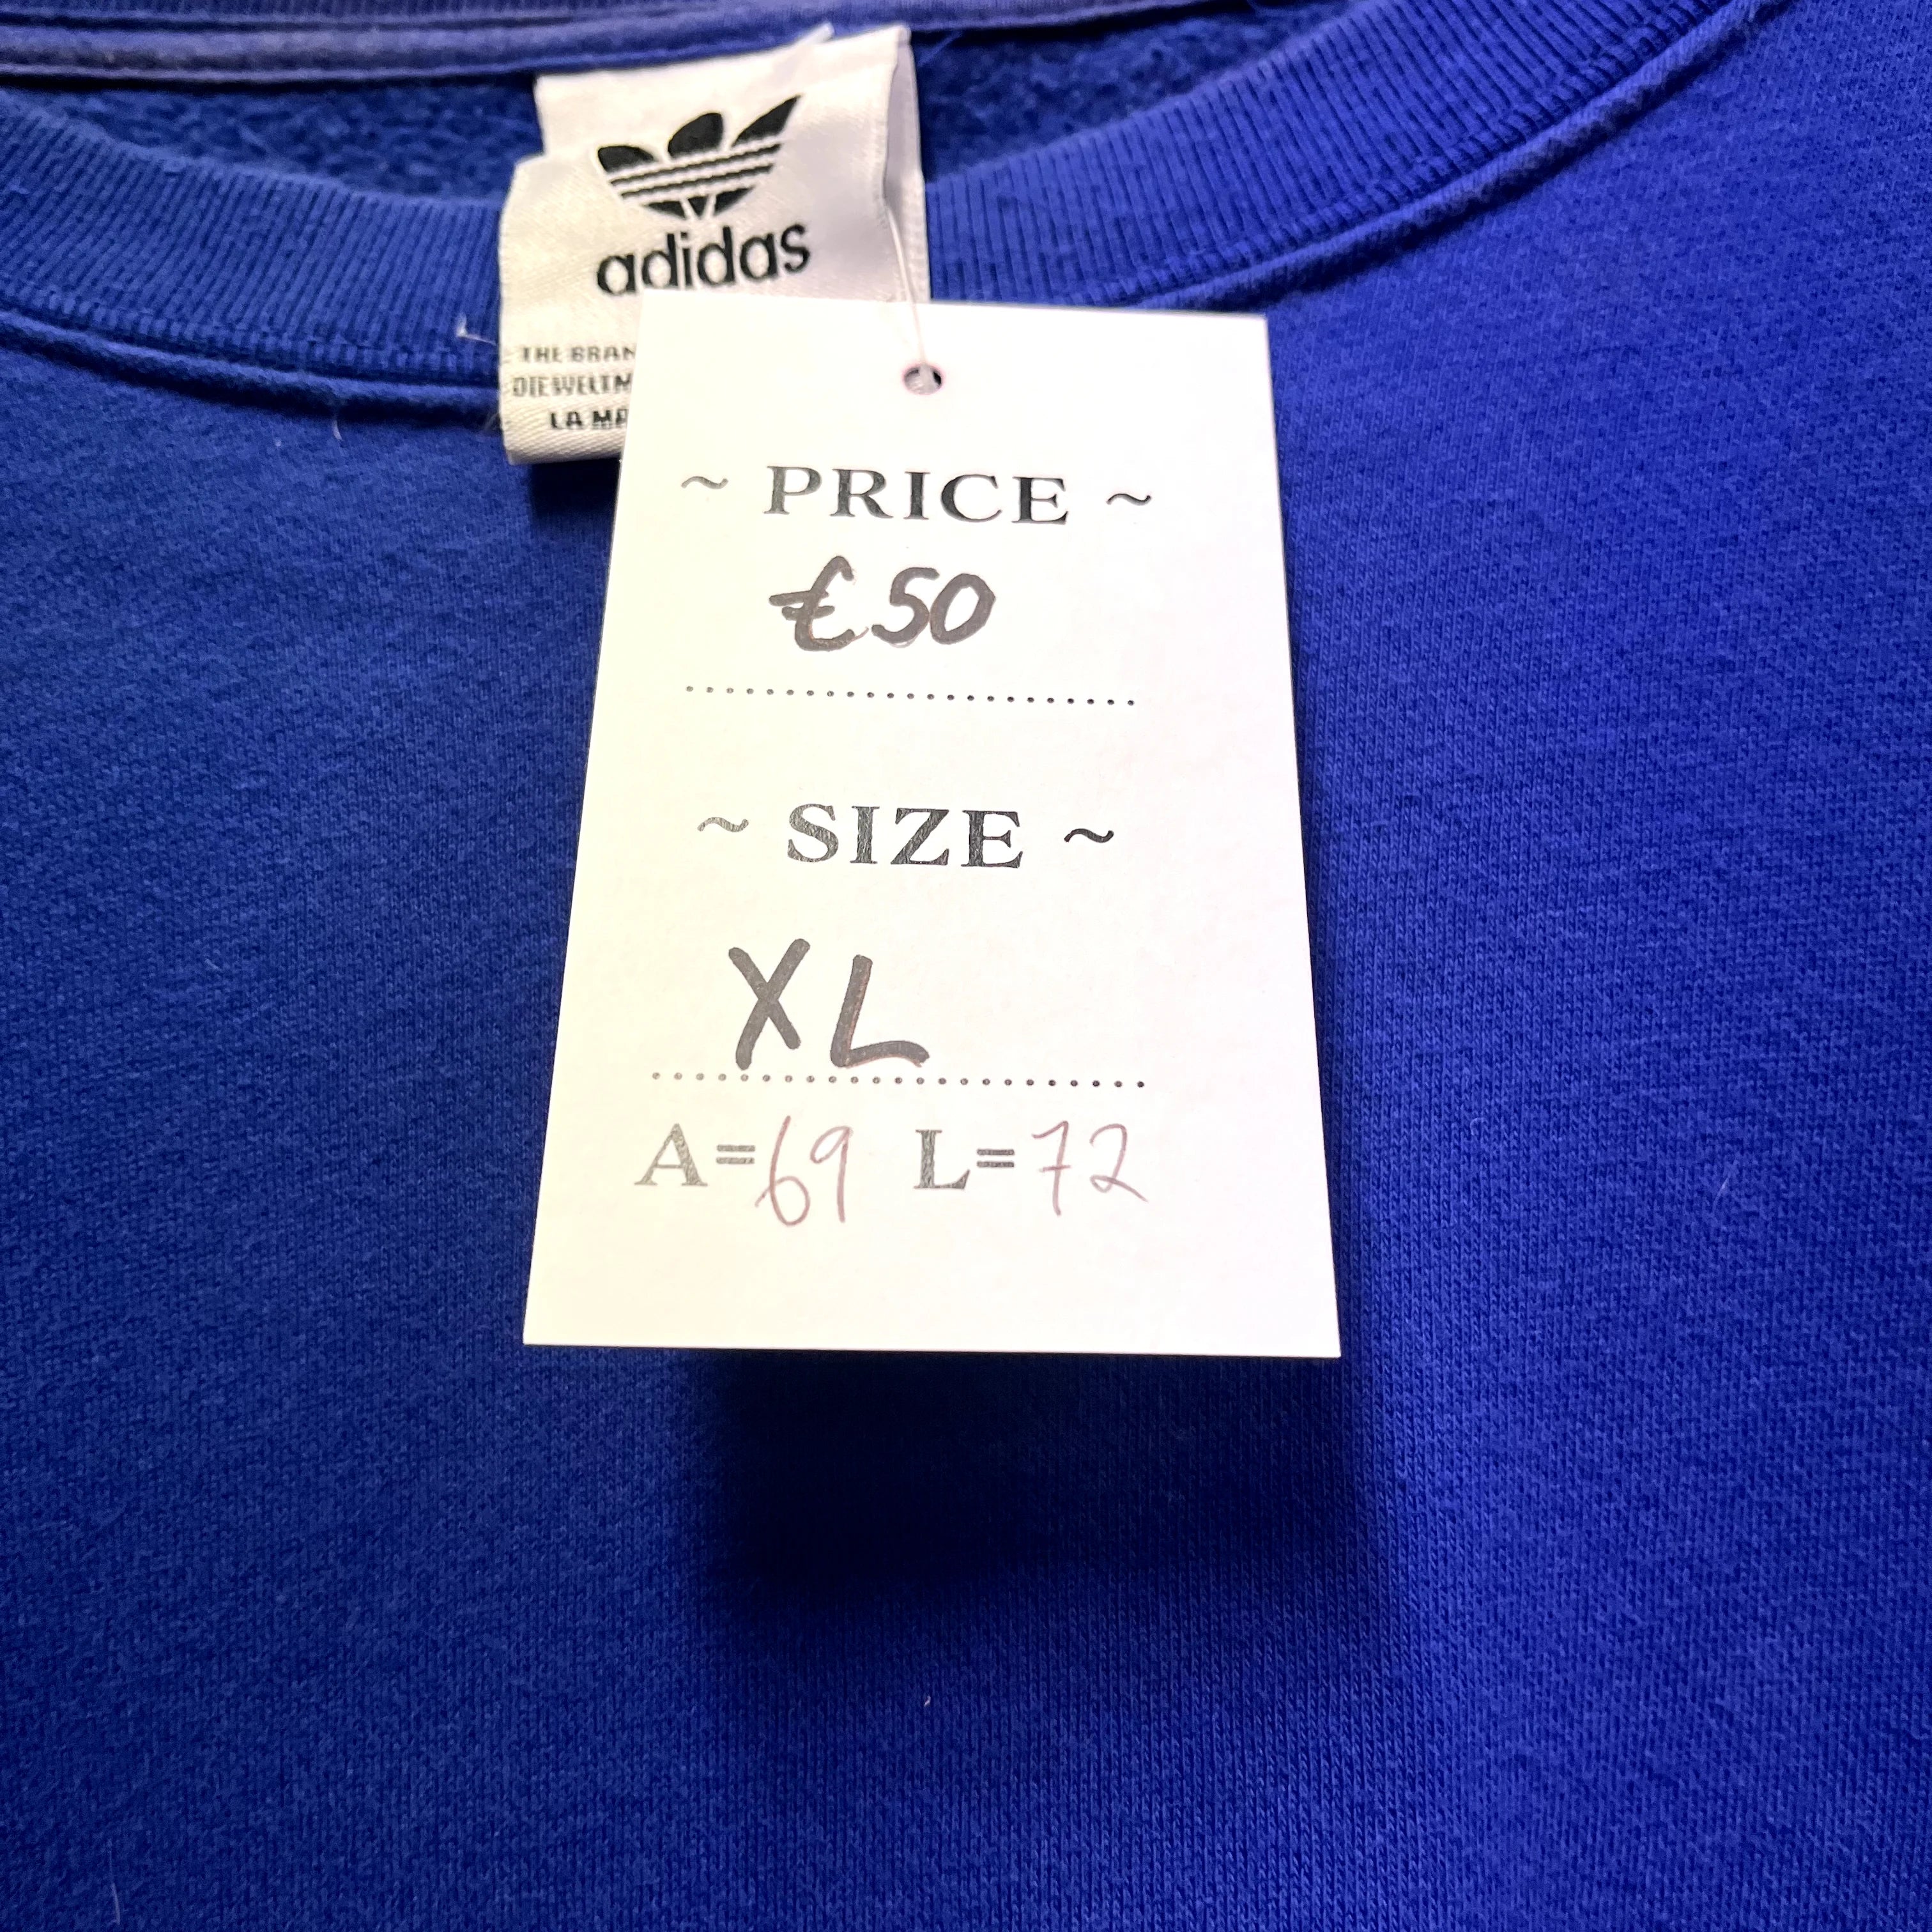 adidas
THE BRAN
DIE WELTM
LA MA
~ PRICE ~
€50
~ SIZE ~
XL
A=69 L=72